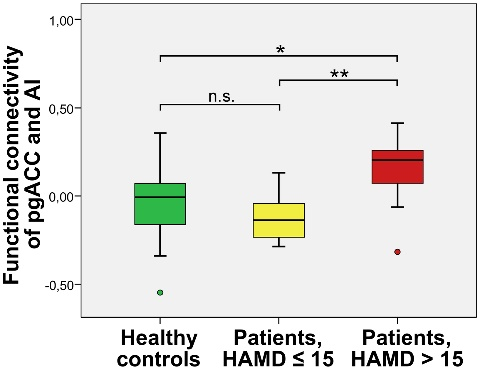 Functional connectivity
of pgACC and AI
1,00
0,50
0,00
-0,50
*
**
n.s.
Healthy
controls
Patients,
HAMD ≤ 15
Patients,
HAMD > 15